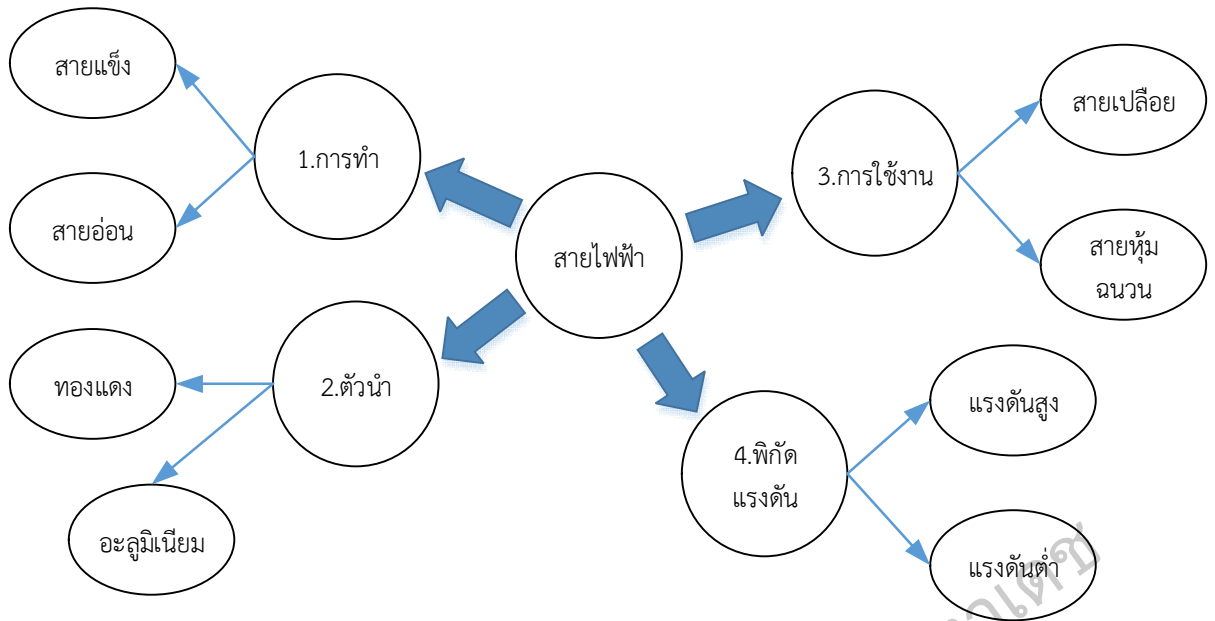 สายไฟฟ้า
1.การทำ
สายแข็ง
สายอ่อน
2.ตัวนำ
ทองแดง
อะลูมิเนียม
3.การใช้งาน
สายเปลือย
สายหุ้ม
ฉนวน
4.พิกัด
แรงดัน
แรงดันสูง
แรงดันต่ำ